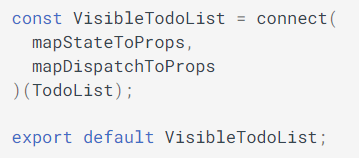 const VisibleTodoList = connect(
  mapStateToProps,
  mapDispatchToProps
)(TodoList);

export default VisibleTodoList;